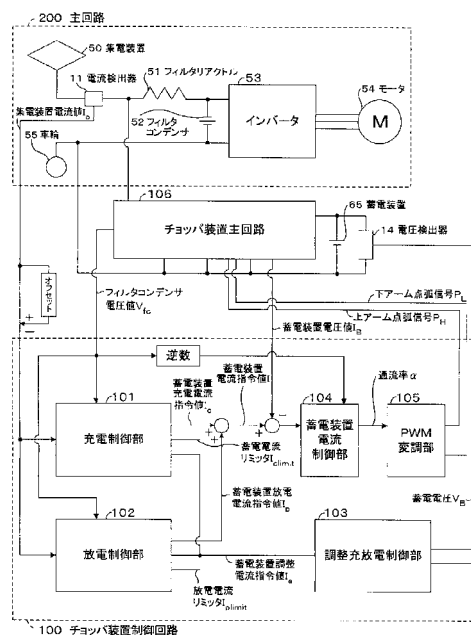 200 主回路
50 集電装置
11 電流検出器
51 フィルタリアクトル
53
54 モータ
集電装置電流値Io
55 車輪
52 フィルタ
コンデンサ
インバータ
M
106
65 蓄電装置
チョッパ装置主回路
14 電圧検出器
オフセット
+
−
フィルタコンデンサ
電圧値Vfc
下アーム点弧信号PL
上アーム点弧信号PH
蓄電装置電圧値IB
逆数
蓄電装置
充電電流
指令値Ic
蓄電装置
電流指令値I
101
充電制御部
+
+
+
−
104
蓄電装置
電流
制御部
通流率α
105
PWM
変調部
蓄電電流
リミッタIclimit
蓄電装置放電
電流指令値ID
蓄電電圧VB
102
放電制御部
103
調整充放電制御部
蓄電装置調整
電流指令値Ia
放電電流
リミッタIDlimit
100 チョッパ装置制御回路